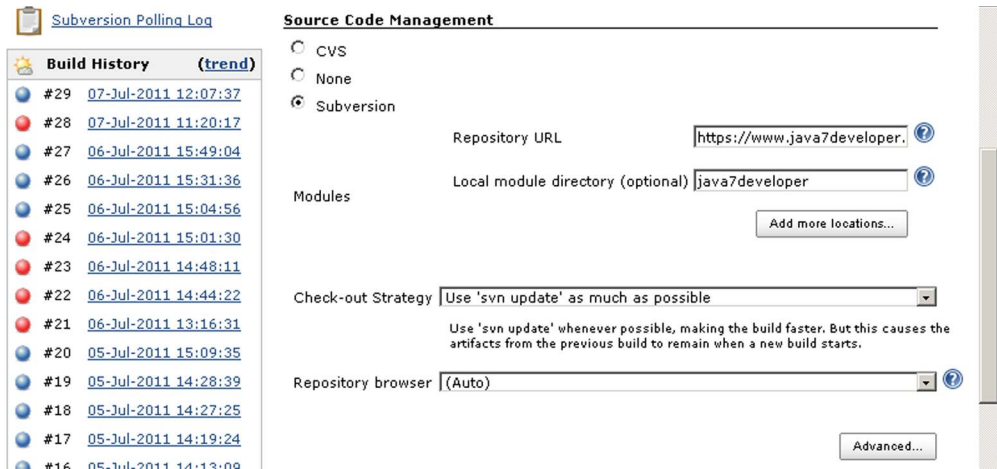 Subversion Polling Log
Build History (trend)
#29 07-Jul-2011 12:07:37
#28 07-Jul-2011 11:20:17
#27 06-Jul-2011 15:49:04
#26 06-Jul-2011 15:31:36
#25 06-Jul-2011 15:04:56
#24 06-Jul-2011 15:01:30
#23 06-Jul-2011 14:48:11
#22 06-Jul-2011 14:44:22
#21 06-Jul-2011 13:16:31
#20 05-Jul-2011 15:09:35
#19 05-Jul-2011 14:28:39
#18 05-Jul-2011 14:27:25
#17 05-Jul-2011 14:19:24
#16 05-Jul-2011 14:13:09
Source Code Management
CVS
None
Subversion
Modules
Repository URL https://www.java7developer.
Local module directory (optional) java7developer
Add more locations...
Check-out Strategy Use 'svn update' as much as possible
Use 'svn update' whenever possible, making the build faster. But this causes the
artifacts from the previous build to remain when a new build starts.
Repository browser (Auto)
Advanced...